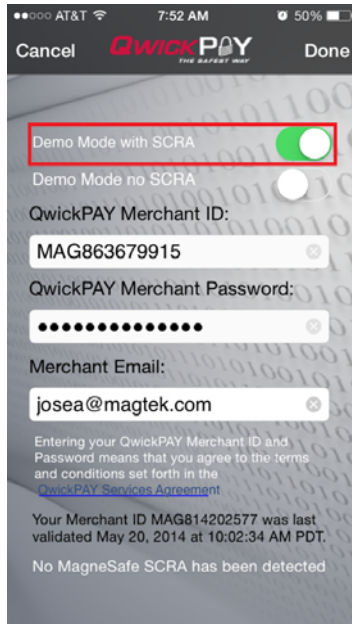 AT&T 7:52 AM 50%
Cancel QwickPAY Done
THE SAFEST WAY
Demo Mode with SCRA
Demo Mode no SCRA
QwickPAY Merchant ID:
MAG863679915
QwickPAY Merchant Password:
●●●●●●●●●●●●●●
Merchant Email:
josea@magtek.com
Entering your QwickPAY Merchant ID and
Password means that you agree to the terms
and conditions set forth in the
QwickPAY Services Agreement
Your Merchant ID MAG814202577 was last
validated May 20, 2014 at 10:02:34 AM PDT.
No MagneSafe SCRA has been detected